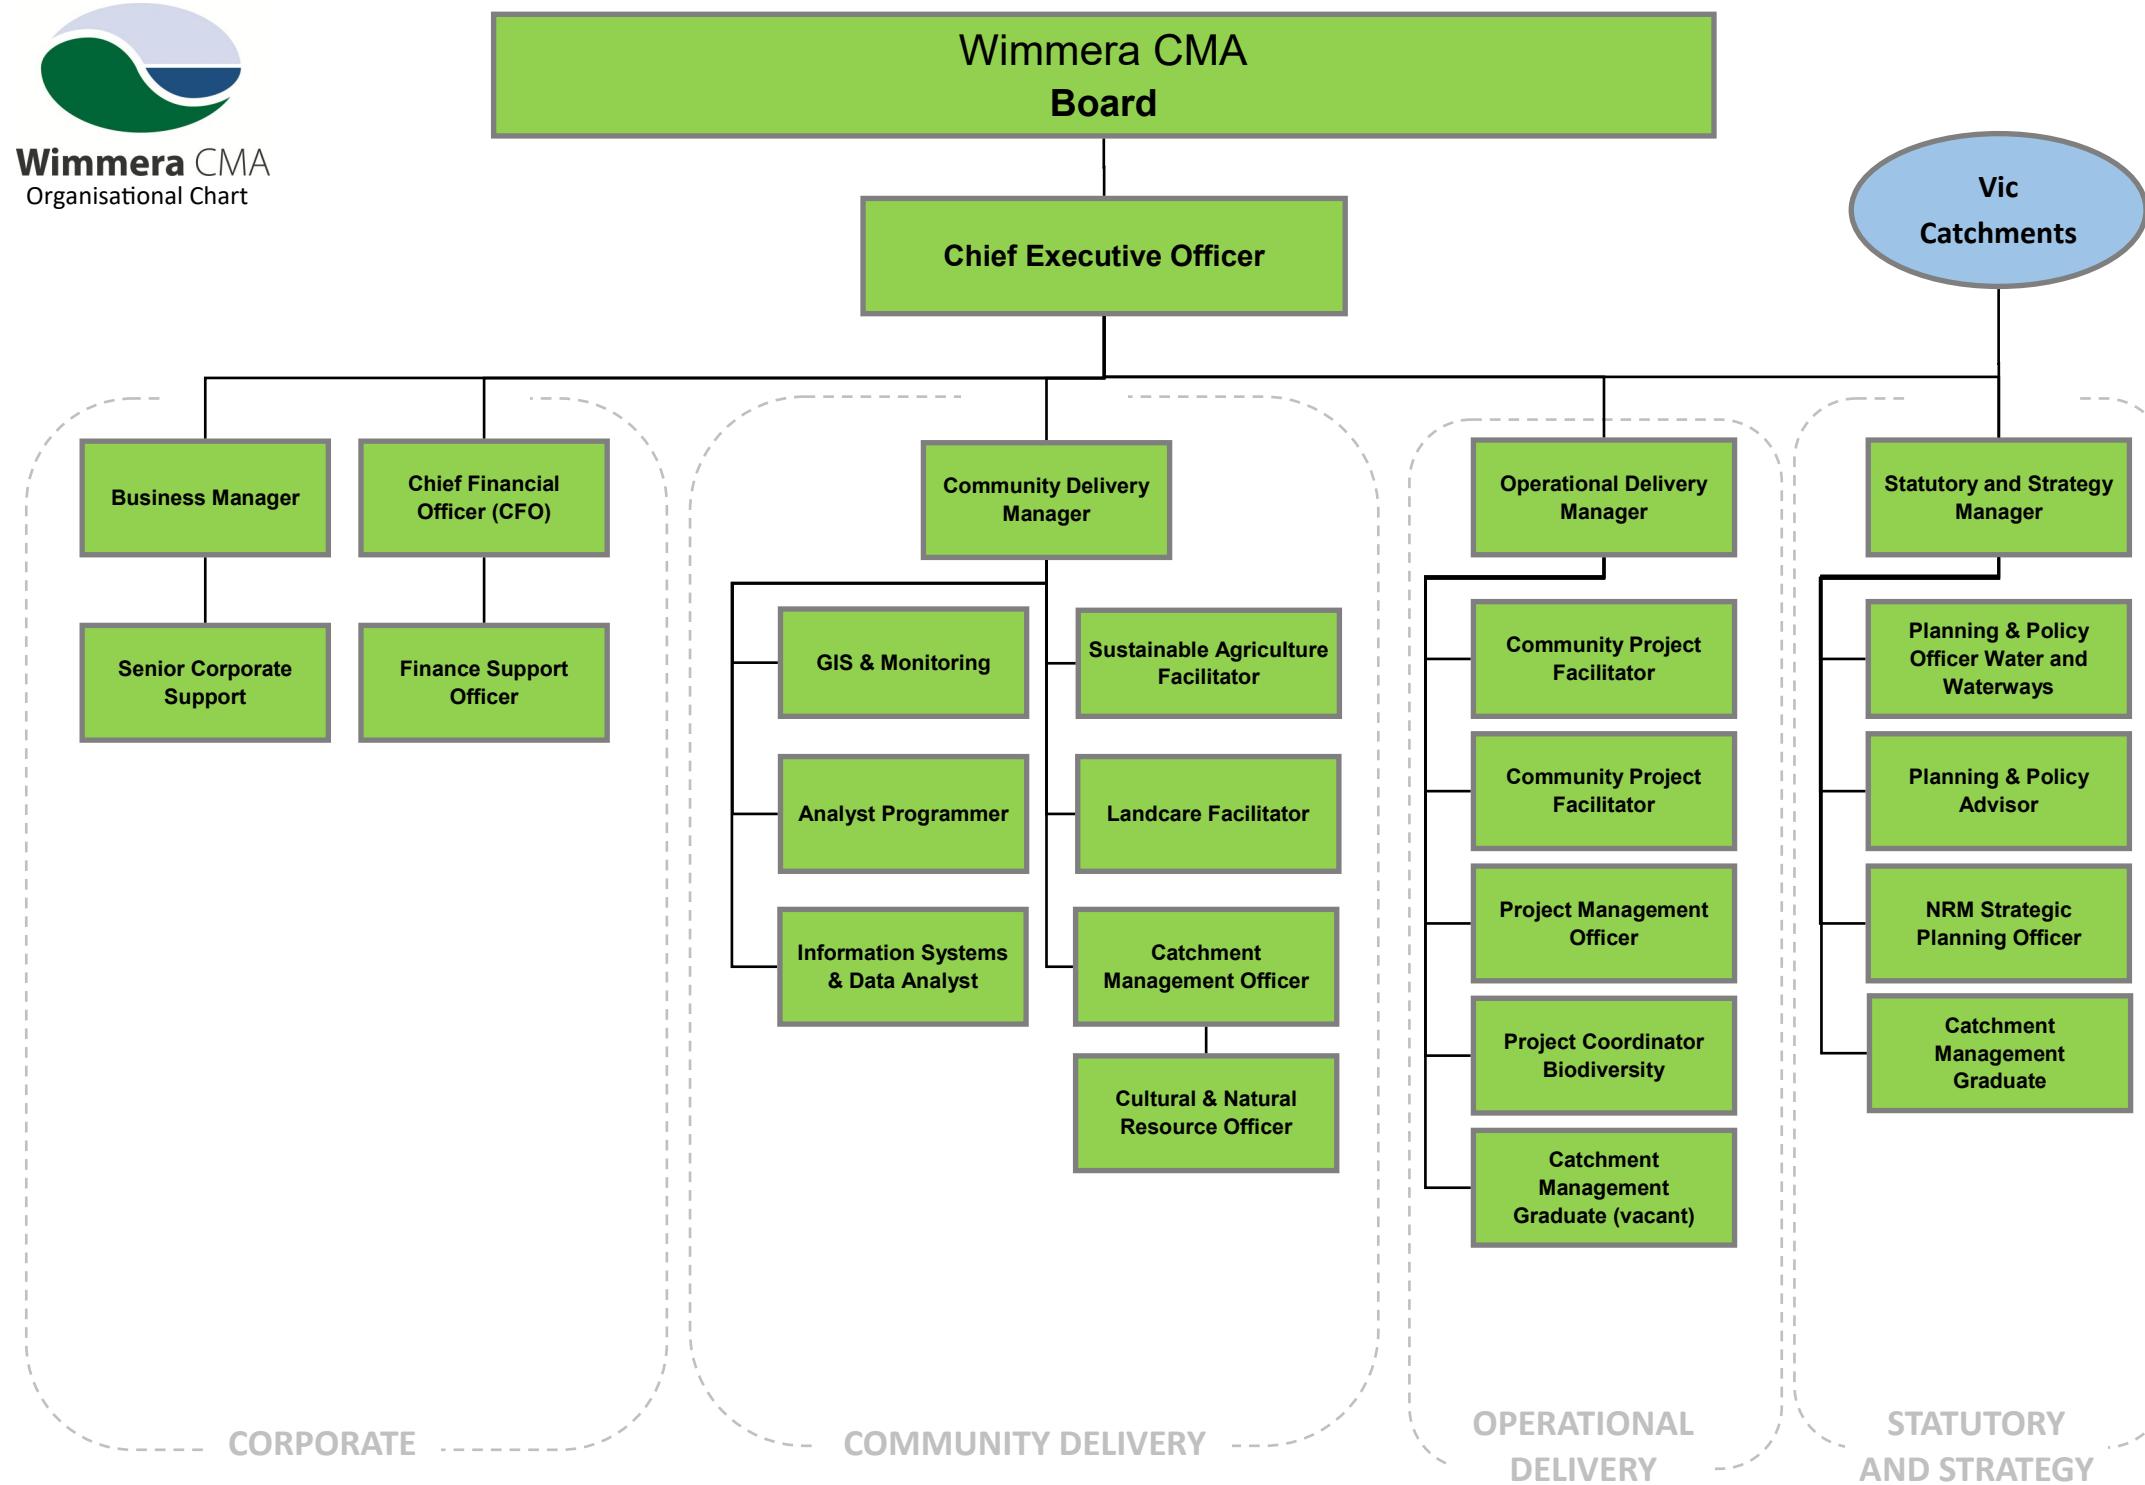 Wimmera CMA
Organisational Chart
Wimmera CMA
Board
Chief Executive Officer
Vic
Catchments
Business Manager
Chief Financial
Officer (CFO)
Senior Corporate
Support
Finance Support
Officer
CORPORATE
Community Delivery
Manager
GIS & Monitoring
Analyst Programmer
Information Systems
& Data Analyst
Sustainable Agriculture
Facilitator
Landcare Facilitator
Catchment
Management Officer
Cultural & Natural
Resource Officer
COMMUNITY DELIVERY
Operational Delivery
Manager
Community Project
Facilitator
Community Project
Facilitator
Project Management
Officer
Project Coordinator
Biodiversity
Catchment
Management
Graduate (vacant)
OPERATIONAL
DELIVERY
Statutory and Strategy
Manager
Planning & Policy
Officer Water and
Waterways
Planning & Policy
Advisor
NRM Strategic
Planning Officer
Catchment
Management
Graduate
STATUTORY
AND STRATEGY